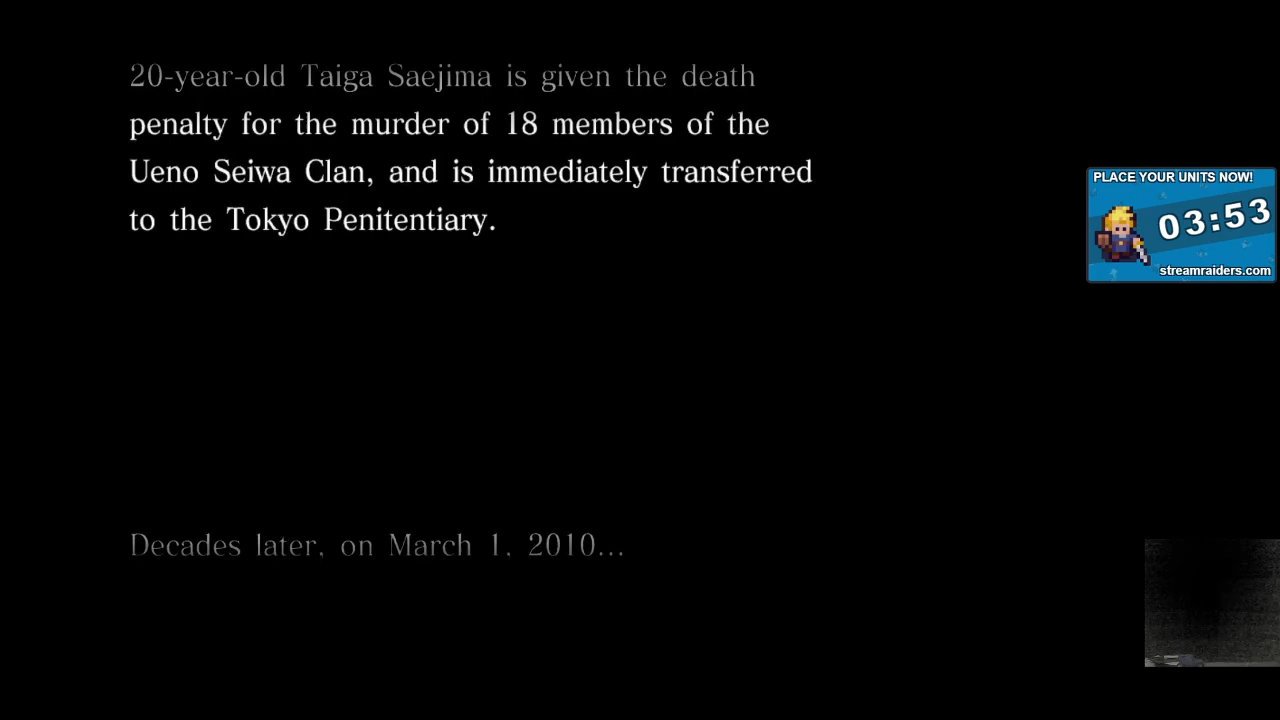 20-year-old Taiga Saejima is given the death
penalty for the murder of 18 members of the
Ueno Seiwa Clan, and is immediately transferred
to the Tokyo Penitentiary.
PLACE YOUR UNITS NOW!
03:53
streamraiders.com
Decades later, on March 1, 2010...